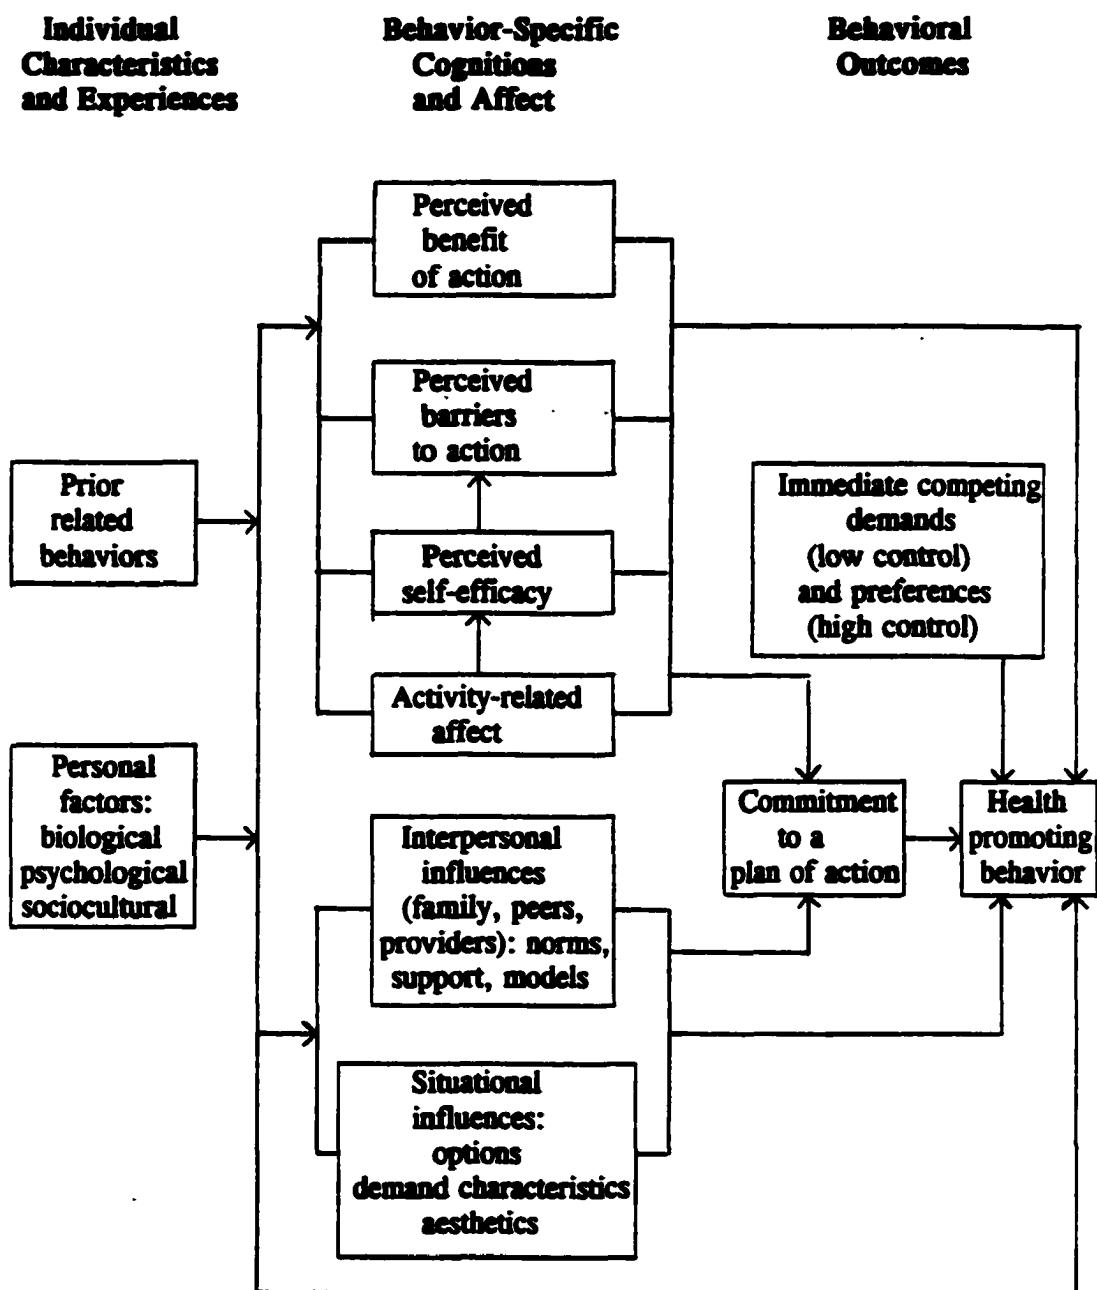 Individual
Characteristics
and Experiences
Behavior-Specific
Cognitions
and Affect
Behavioral
Outcomes
Perceived
benefit
of action
Perceived
barriers
to action
Prior
related
behaviors
Immediate competing
demands
(low control)
and preferences
(high control)
Perceived
self-efficacy
Activity-related
affect
Personal
factors:
biological
psychological
sociocultural
Commitment
to a
plan of action
Health
promoting
behavior
Interpersonal
influences
(family, peers,
providers): norms,
support, models
Situational
influences:
options
demand characteristics
aesthetics